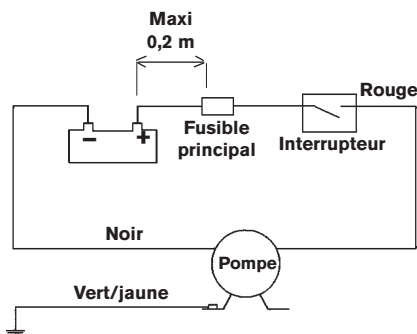 Maxi
0,2 m
Rouge
– +
Fusible
principal
Interrupteur
Noir
Pompe
Vert/jaune